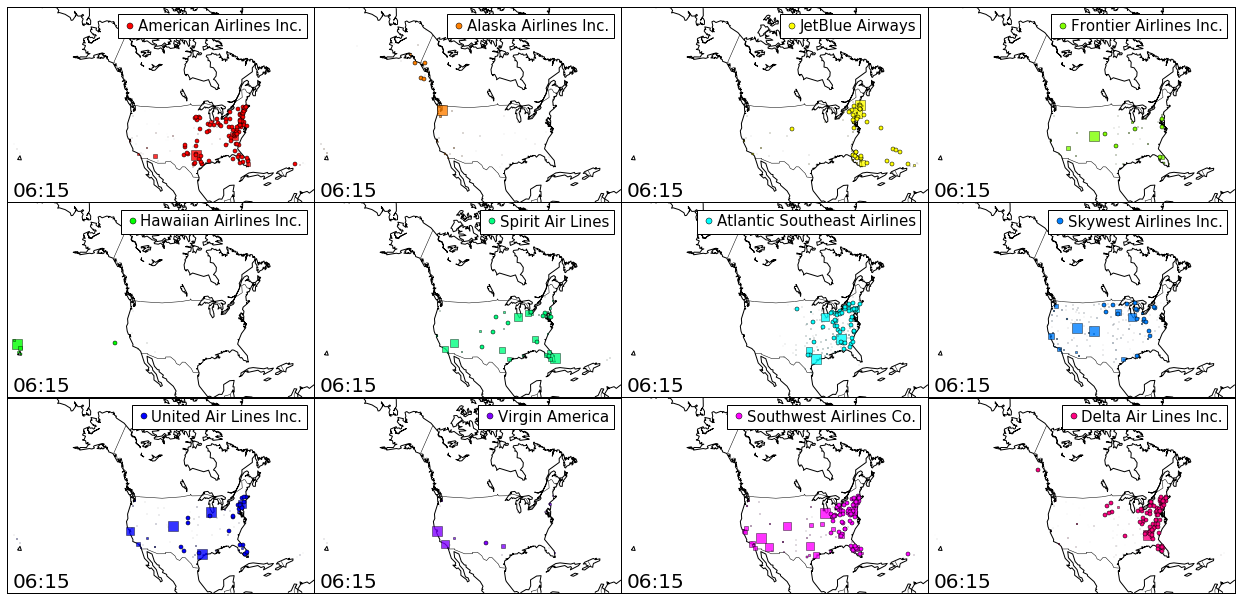 American Airlines Inc.
06:15
Alaska Airlines Inc.
06:15
JetBlue Airways
06:15
Frontier Airlines Inc.
06:15
Hawaiian Airlines Inc.
06:15
Spirit Air Lines
06:15
Atlantic Southeast Airlines
06:15
Skywest Airlines Inc.
06:15
United Air Lines Inc.
06:15
Virgin America
06:15
Southwest Airlines Co.
06:15
Delta Air Lines Inc.
06:15